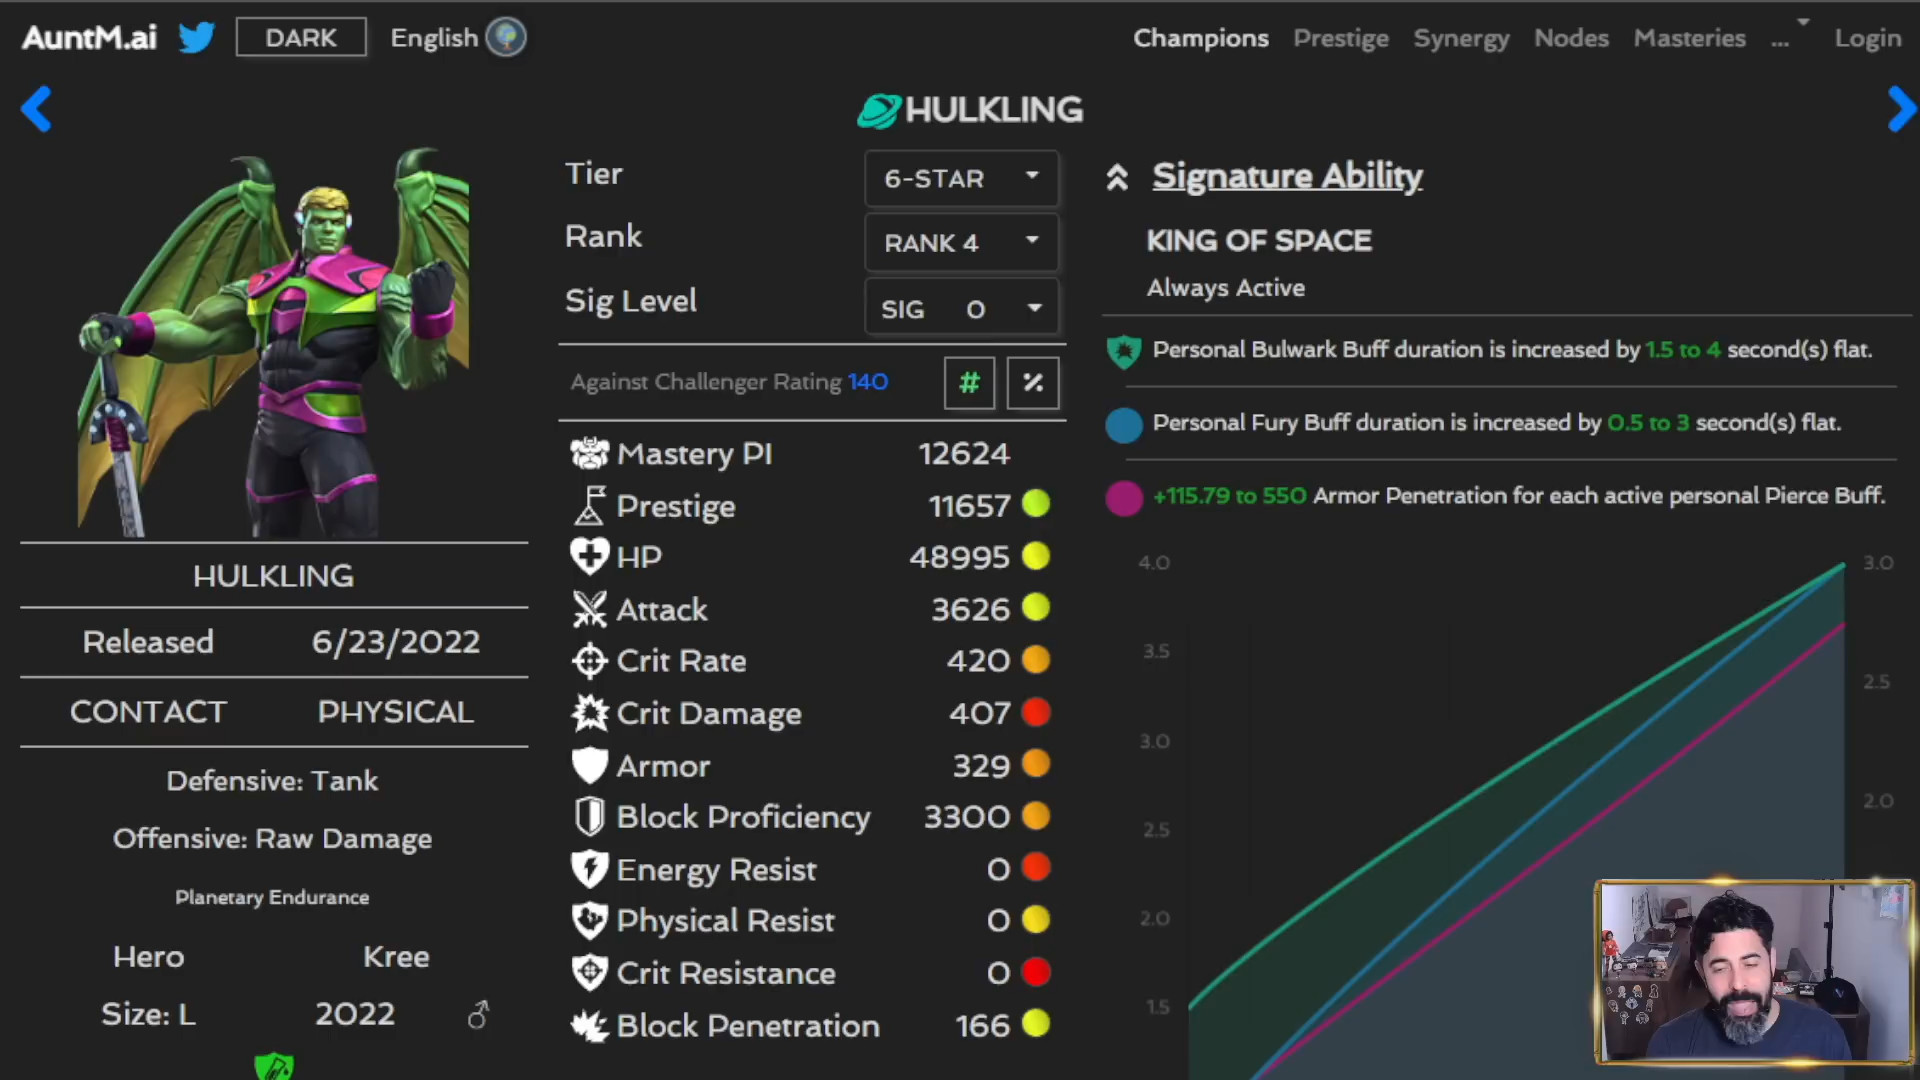 AuntM.ai DARK English Champions Prestige Synergy Nodes Masteries ... Login
HULKLING
Tier 6-STAR
Rank RANK 4
Sig Level SIG 0
Against Challenger Rating 140 # %
Mastery PI 12624
Prestige 11657
HP 48995
Attack 3626
Crit Rate 420
Crit Damage 407
Armor 329
Block Proficiency 3300
Energy Resist 0
Physical Resist 0
Crit Resistance 0
Block Penetration 166
HULKLING
Released 6/23/2022
CONTACT PHYSICAL
Defensive: Tank
Offensive: Raw Damage
Planetary Endurance
Hero Kree
Size: L 2022 ♂
Signature Ability
KING OF SPACE
Always Active
Personal Bulwark Buff duration is increased by 1.5 to 4 second(s) flat.
Personal Fury Buff duration is increased by 0.5 to 3 second(s) flat.
+115.79 to 550 Armor Penetration for each active personal Pierce Buff.
4.0 3.0
3.5
2.5
3.0
2.0
2.5
2.0
1.5